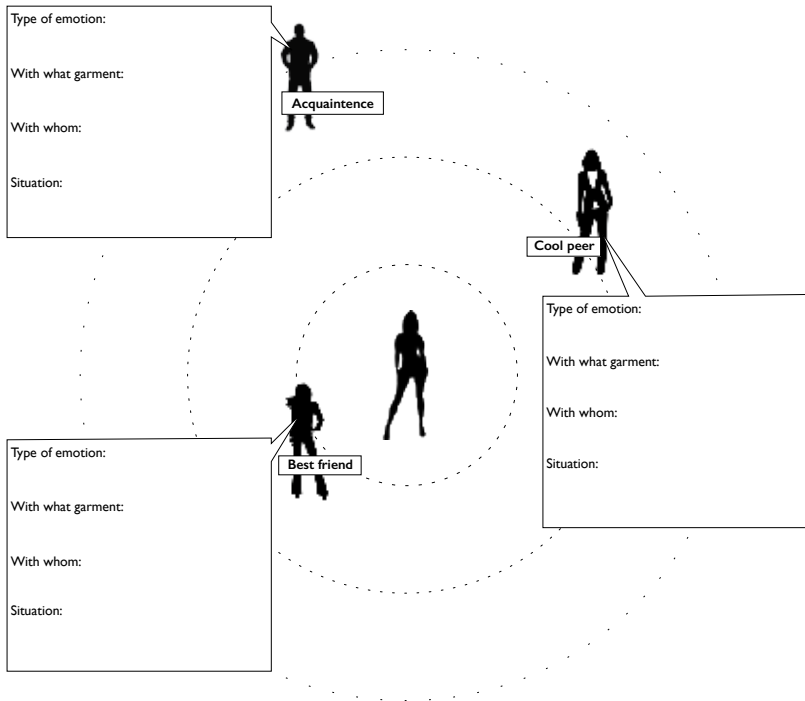 Type of emotion:
With what garment:
With whom:
Situation:
Acquaintence
Cool peer
Type of emotion:
With what garment:
With whom:
Situation:
Best friend
Type of emotion:
With what garment:
With whom:
Situation: